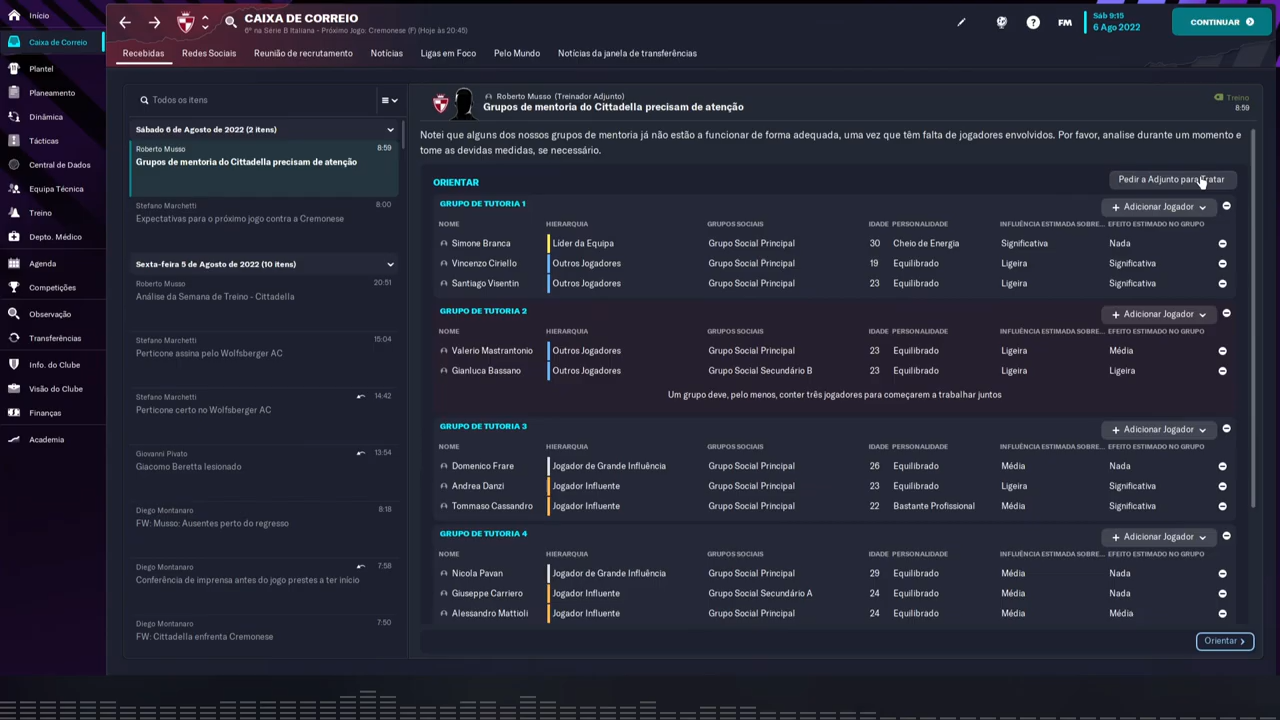 Início
Caixa de Correio
Plantel
Planeamento
Dinâmica
Tácticas
Central de Dados
Equipa Técnica
Treino
Depto. Médico
Agenda
Competições
Observação
Transferências
Info. do Clube
Visão do Clube
Finanças
Academia
CAIXA DE CORREIO
6º na Série B Italiana - Próximo Jogo: Cremonese (F) (Hoje às 20:45)
FM
Sáb 9:15
6 Ago 2022
CONTINUAR
Recebidas
Redes Sociais
Reunião de recrutamento
Notícias
Ligas em Foco
Pelo Mundo
Notícias da janela de transferências
Todos os itens
Sábado 6 de Agosto de 2022 (2 itens)
Roberto Musso 8:59
Grupos de mentoria do Cittadella precisam de atenção
Stefano Marchetti 8:00
Expectativas para o próximo jogo contra a Cremonese
Sexta-feira 5 de Agosto de 2022 (10 itens)
Roberto Musso 20:51
Análise da Semana de Treino - Cittadella
Stefano Marchetti 15:04
Perticone assina pelo Wolfsberger AC
Stefano Marchetti 14:42
Perticone certo no Wolfsberger AC
Giovanni Pivato 13:54
Giacomo Beretta lesionado
Diego Montanaro 8:18
FW: Musso: Ausentes perto do regresso
Diego Montanaro 7:58
Conferência de imprensa antes do jogo prestes a ter início
Diego Montanaro 7:50
FW: Cittadella enfrenta Cremonese
Roberto Musso (Treinador Adjunto)
Grupos de mentoria do Cittadella precisam de atenção
Treino
8:59
Notei que alguns dos nossos grupos de mentoria já não estão a funcionar de forma adequada, uma vez que têm falta de jogadores envolvidos. Por favor, analise durante um momento e
tome as devidas medidas, se necessário.
ORIENTAR
Pedir a Adjunto para Tratar
GRUPO DE TUTORIA 1
+ Adicionar Jogador
NOME HIERARQUIA GRUPOS SOCIAIS IDADE PERSONALIDADE INFLUÊNCIA ESTIMADA SOBRE... EFEITO ESTIMADO NO GRUPO
Simone Branca Líder da Equipa Grupo Social Principal 30 Cheio de Energia Significativa Nada
Vincenzo Ciriello Outros Jogadores Grupo Social Principal 19 Equilibrado Ligeira Significativa
Santiago Visentin Outros Jogadores Grupo Social Principal 23 Equilibrado Ligeira Significativa
GRUPO DE TUTORIA 2
+ Adicionar Jogador
NOME HIERARQUIA GRUPOS SOCIAIS IDADE PERSONALIDADE INFLUÊNCIA ESTIMADA SOBRE... EFEITO ESTIMADO NO GRUPO
Valerio Mastrantonio Outros Jogadores Grupo Social Principal 23 Equilibrado Ligeira Média
Gianluca Bassano Outros Jogadores Grupo Social Secundário B 23 Equilibrado Ligeira Ligeira
Um grupo deve, pelo menos, conter três jogadores para começarem a trabalhar juntos
GRUPO DE TUTORIA 3
+ Adicionar Jogador
NOME HIERARQUIA GRUPOS SOCIAIS IDADE PERSONALIDADE INFLUÊNCIA ESTIMADA SOBRE... EFEITO ESTIMADO NO GRUPO
Domenico Frare Jogador de Grande Influência Grupo Social Principal 26 Equilibrado Média Nada
Andrea Danzi Jogador Influente Grupo Social Principal 23 Equilibrado Ligeira Significativa
Tommaso Cassandro Jogador Influente Grupo Social Principal 22 Bastante Profissional Média Significativa
GRUPO DE TUTORIA 4
+ Adicionar Jogador
NOME HIERARQUIA GRUPOS SOCIAIS IDADE PERSONALIDADE INFLUÊNCIA ESTIMADA SOBRE... EFEITO ESTIMADO NO GRUPO
Nicola Pavan Jogador de Grande Influência Grupo Social Principal 29 Equilibrado Média Nada
Giuseppe Carriero Jogador Influente Grupo Social Secundário A 24 Equilibrado Média Nada
Alessandro Mattioli Jogador Influente Grupo Social Principal 24 Equilibrado Média Média
Orientar